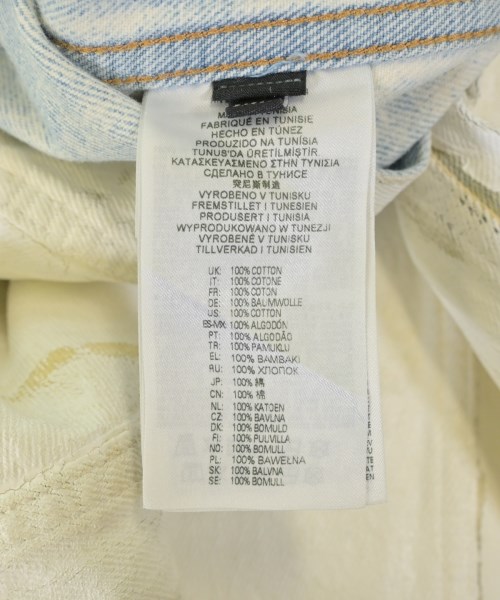 TUNISIA
FABRIQUÉ EN TUNISIE
HECHO EN TÚNEZ
PRODUZIDO NA TUNÍSIA
TUNUS'DA ÜRETİLMİŞTİR
ΚΑΤΑΣΚΕΥΑΣΜΕΝΟ ΣΤΗΝ ΤΥΝΙΣΙΑ
СДЕЛАНО В ТУНИСЕ
突尼斯制造
VYROBENO V TUNISKU
FREMSTILLET I TUNESIEN
PRODUSERT I TUNISIA
WYPRODUKOWANO W TUNEZJI
VYROBENÉ V TUNISKU
TILLVERKAD I TUNISIEN
UK: 100% COTTON
IT: 100% COTONE
FR: 100% COTON
DE: 100% BAUMWOLLE
US: 100% COTTON
ES-MX: 100% ALGODÓN
PT: 100% ALGODÃO
TR: 100% PAMUKLU
EL: 100% ΒΑΜΒΑΚΙ
RU: 100% ХЛОПОК
JP: 100% 綿
CN: 100% 棉
NL: 100% KATOEN
CZ: 100% BAVLNA
DK: 100% BOMULD
FI: 100% PUUVILLA
NO: 100% BOMULL
PL: 100% BAWEŁNA
SK: 100% BALVNA
SE: 100% BOMULL